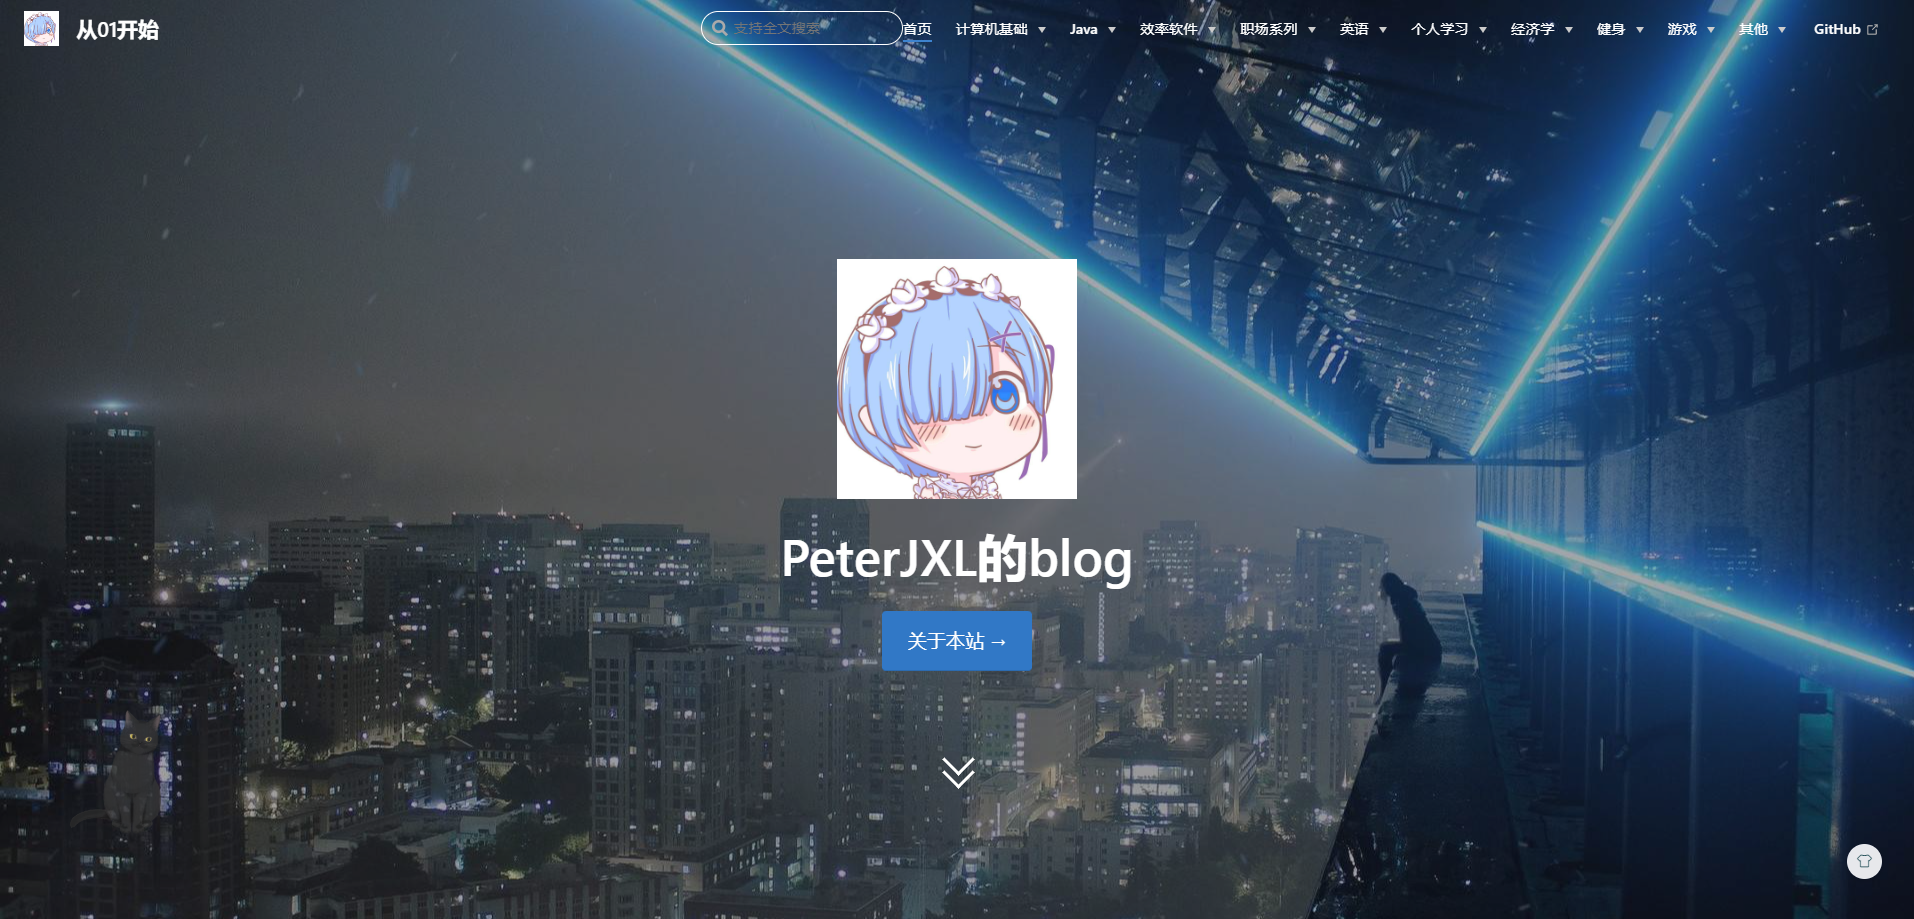 从01开始
支持全文搜索
首页 计算机基础 Java 效率软件 职场系列 英语 个人学习 经济学 健身 游戏 其他 GitHub
PeterJXL的blog
关于本站 →